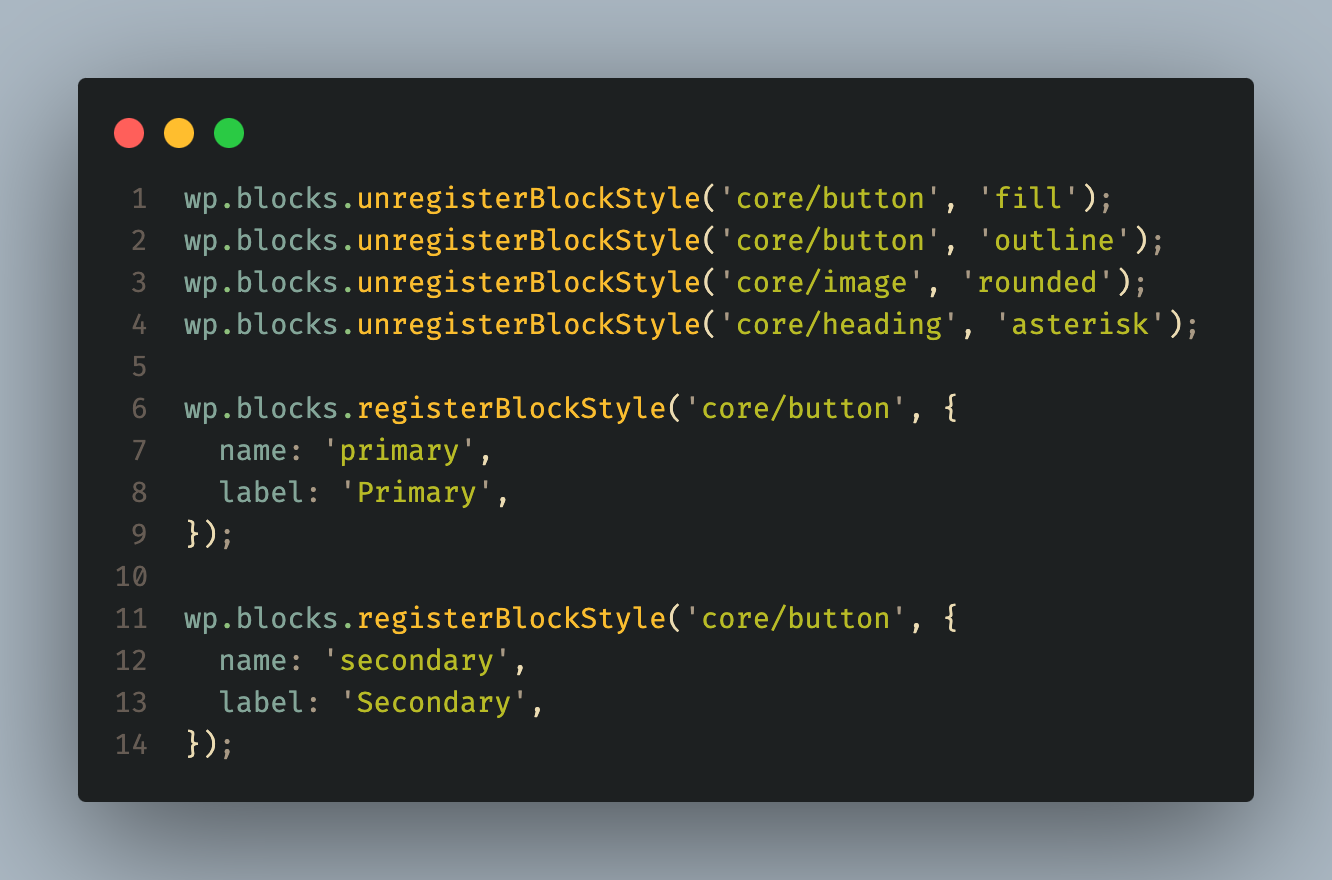 1 wp.blocks.unregisterBlockStyle('core/button', 'fill');
2 wp.blocks.unregisterBlockStyle('core/button', 'outline');
3 wp.blocks.unregisterBlockStyle('core/image', 'rounded');
4 wp.blocks.unregisterBlockStyle('core/heading', 'asterisk');
5
6 wp.blocks.registerBlockStyle('core/button', {
7   name: 'primary',
8   label: 'Primary',
9 });
10
11 wp.blocks.registerBlockStyle('core/button', {
12   name: 'secondary',
13   label: 'Secondary',
14 });